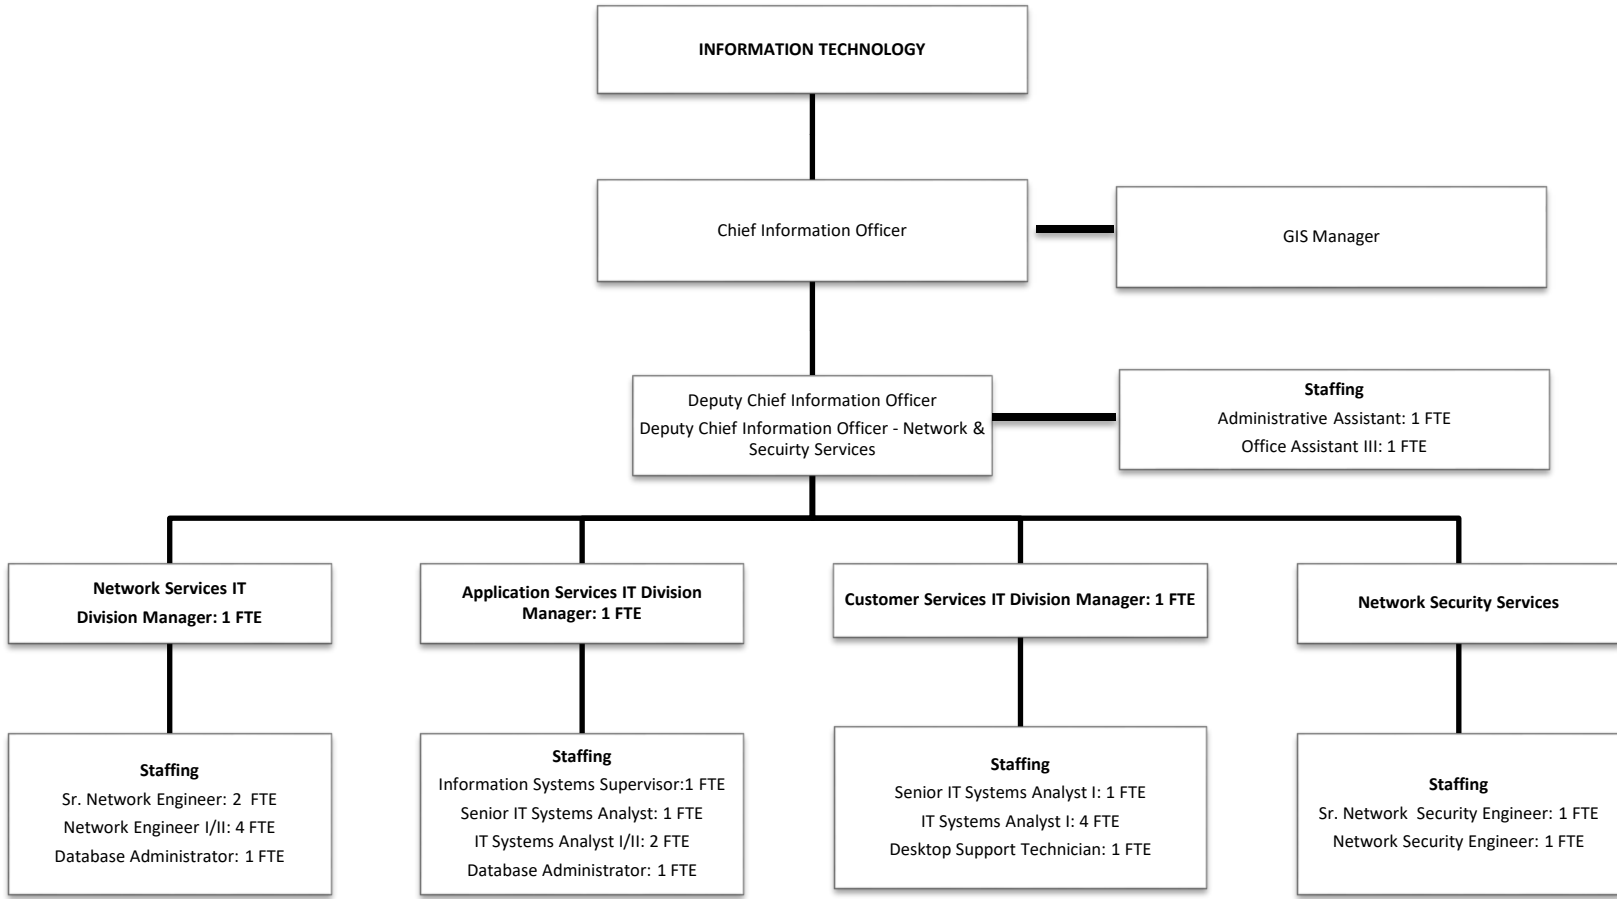 INFORMATION TECHNOLOGY
Chief Information Officer
GIS Manager
Deputy Chief Information Officer
Deputy Chief Information Officer - Network &
Secuirty Services
Staffing
Administrative Assistant: 1 FTE
Office Assistant III: 1 FTE
Network Services IT
Division Manager: 1 FTE
Application Services IT Division
Manager: 1 FTE
Customer Services IT Division Manager: 1 FTE
Network Security Services
Staffing
Sr. Network Engineer: 2  FTE
Network Engineer I/II: 4 FTE
Database Administrator: 1 FTE
Staffing
Information Systems Supervisor:1 FTE
Senior IT Systems Analyst: 1 FTE
IT Systems Analyst I/II: 2 FTE
Database Administrator: 1 FTE
Staffing
Senior IT Systems Analyst I: 1 FTE
IT Systems Analyst I: 4 FTE
Desktop Support Technician: 1 FTE
Staffing
Sr. Network  Security Engineer: 1 FTE
Network Security Engineer: 1 FTE